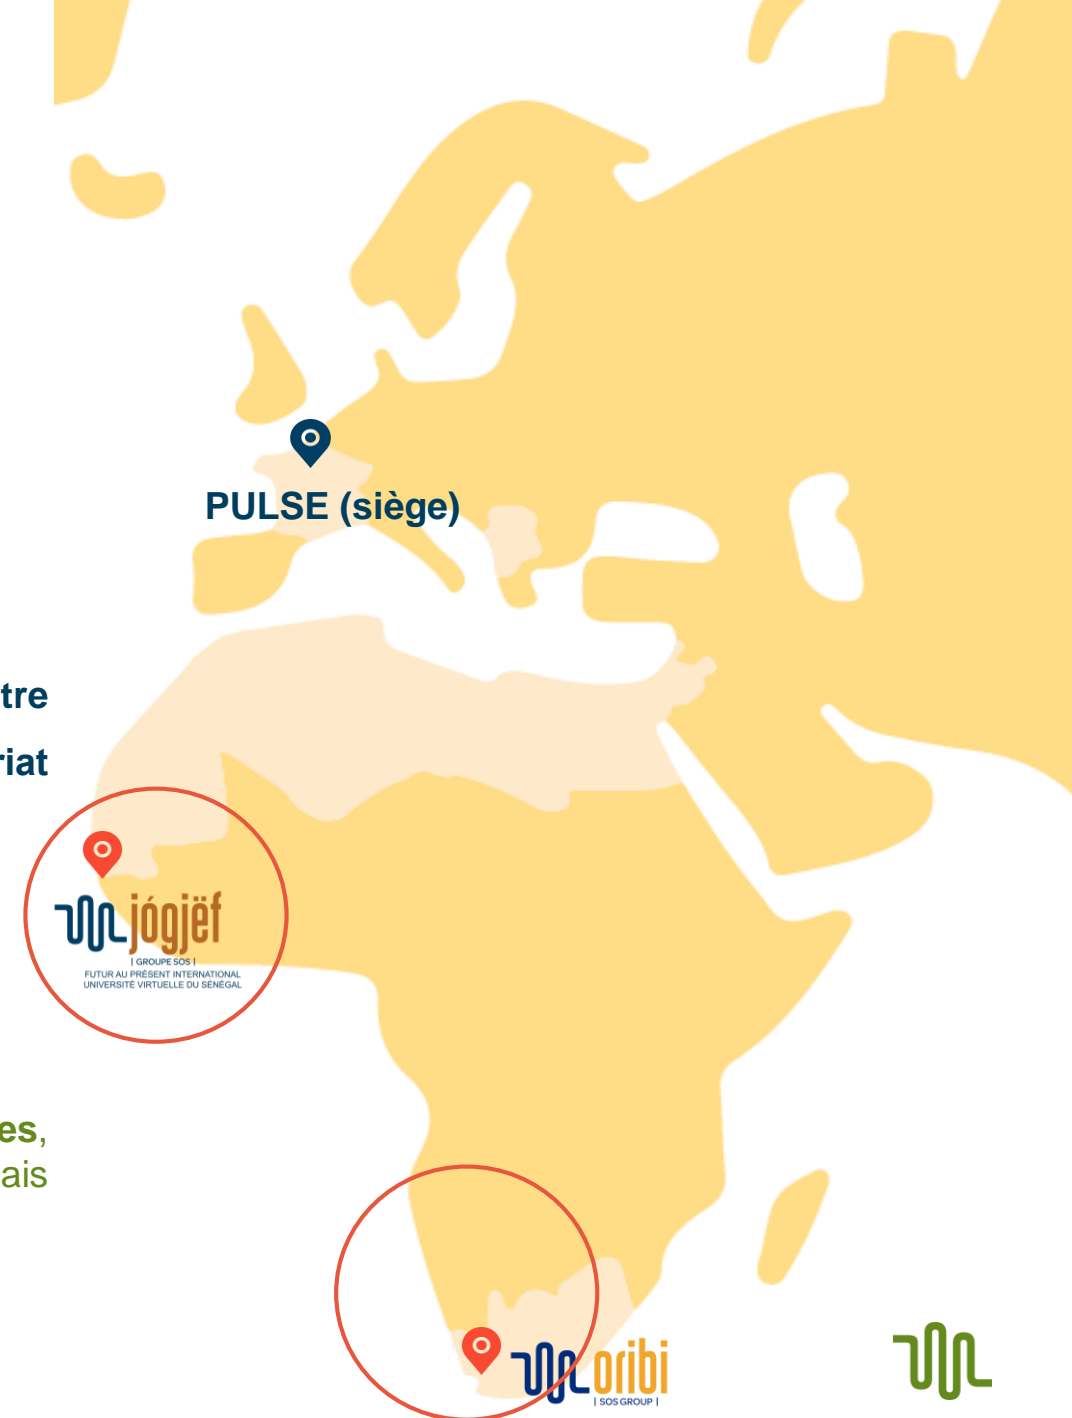 PULSE (siège)
tre
riat
jógjëf
| GROUPE SOS |
FUTUR AU PRÉSENT INTERNATIONAL
UNIVERSITÉ VIRTUELLE DU SÉNÉGAL
es,
ais
oribi
| SOS GROUP |